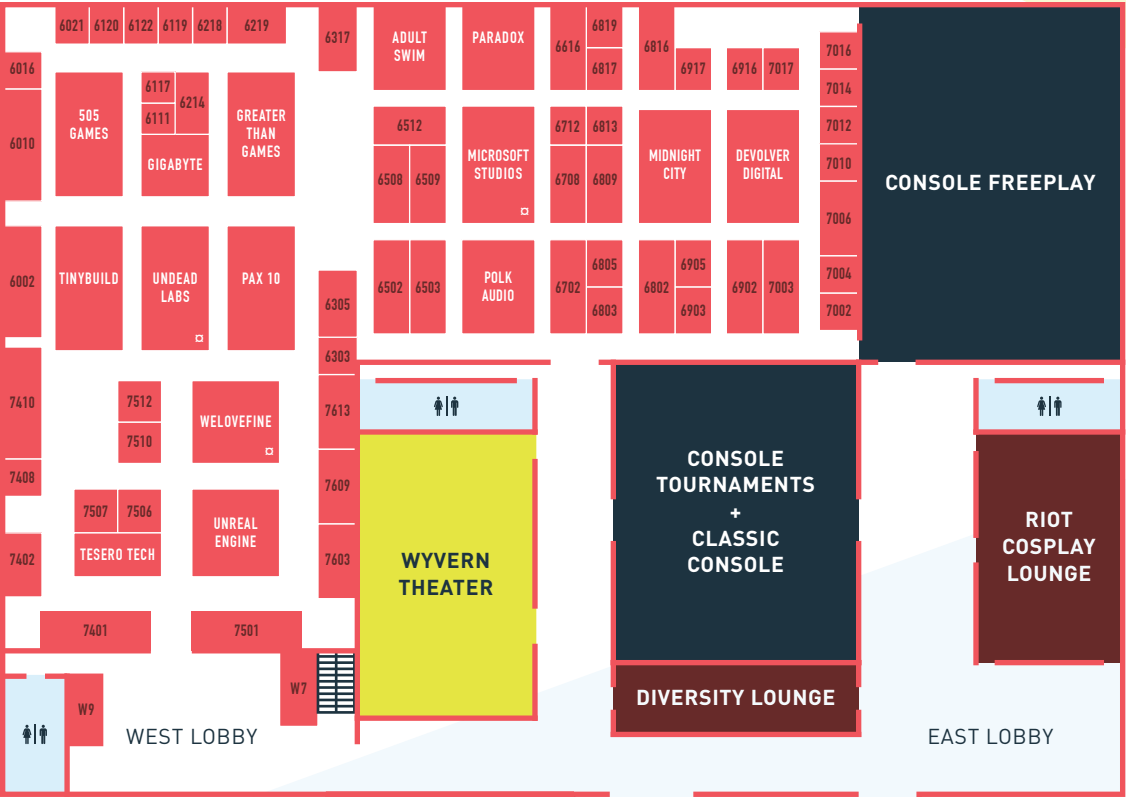 6021 6120 6122 6119 6218 6219
6317
ADULT
SWIM
PARADOX
6616
6819
6817
6816
6917
6916 7017
7016
7014
7012
7010
7006
7004
7002
6016
6010
6002
505
GAMES
6117
6111
6214
GIGABYTE
GREATER
THAN
GAMES
6512
6508 6509
MICROSOFT
STUDIOS
6712 6813
6708 6809
MIDNIGHT
CITY
DEVOLVER
DIGITAL
CONSOLE FREEPLAY
TINYBUILD
UNDEAD
LABS
PAX 10
6305
6303
6502 6503
POLK
AUDIO
6702
6805
6803
6802
6905
6903
6902 7003
7410
7408
7402
7512
7510
WELOVEFINE
7613
7609
7603
7507 7506
TESERO TECH
UNREAL
ENGINE
WYVERN
THEATER
CONSOLE
TOURNAMENTS
+
CLASSIC
CONSOLE
RIOT
COSPLAY
LOUNGE
7401
7501
W7
W9
DIVERSITY LOUNGE
WEST LOBBY
EAST LOBBY